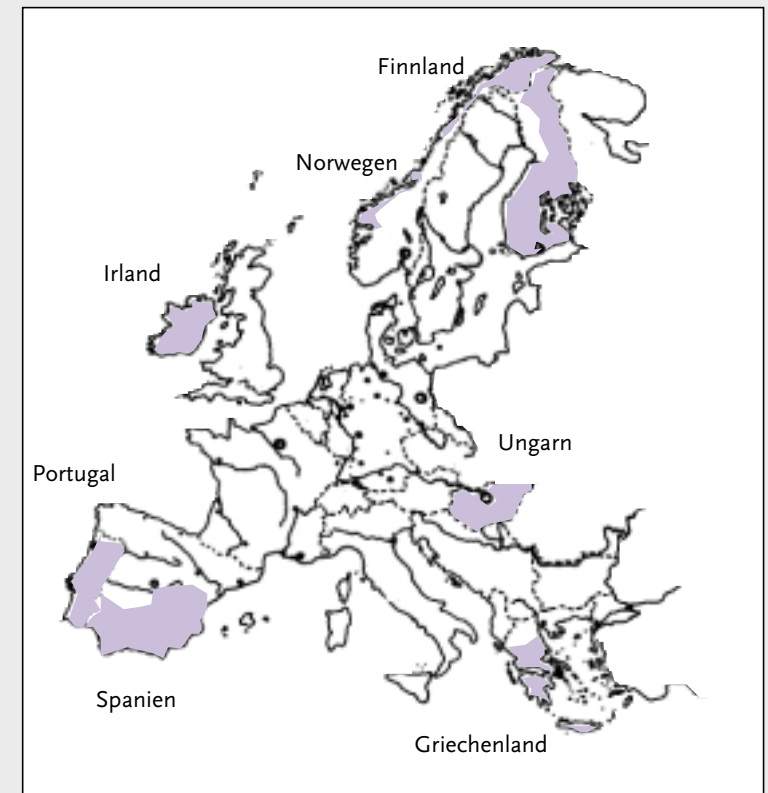 Finnland
Norwegen
Irland
Ungarn
Portugal
Spanien
Griechenland